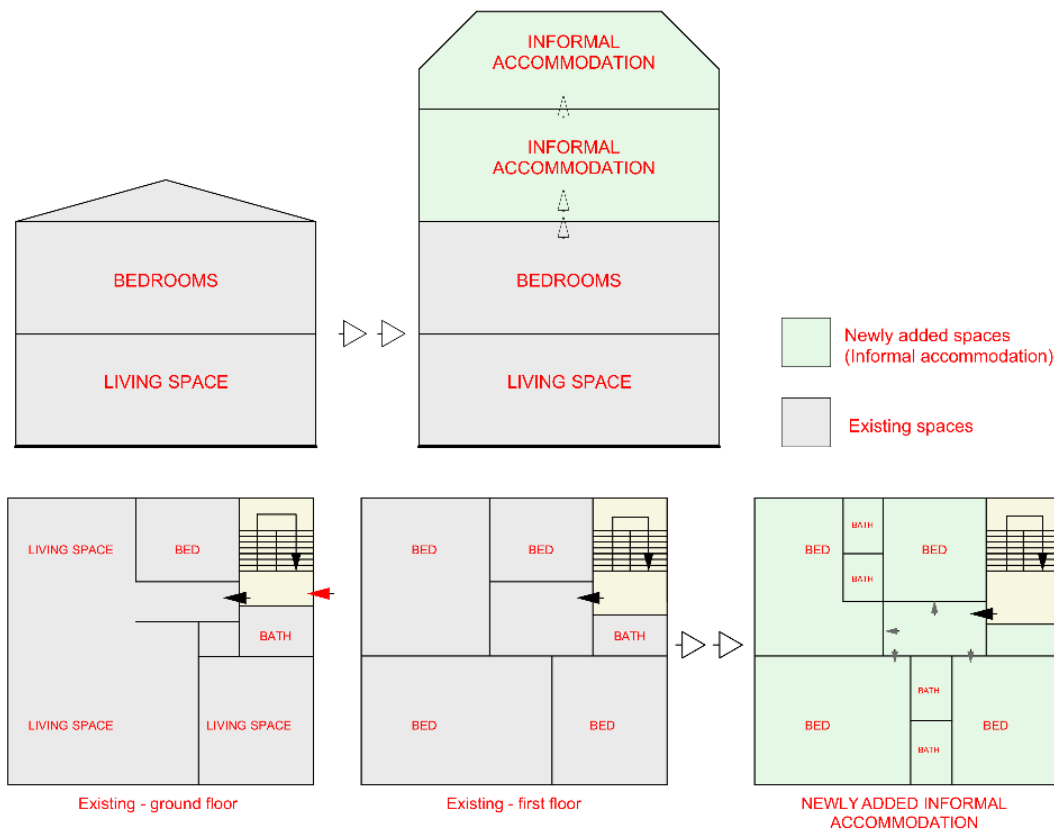 INFORMAL
ACCOMMODATION
INFORMAL
ACCOMMODATION
BEDROOMS
BEDROOMS
LIVING SPACE
LIVING SPACE
Newly added spaces
(Informal accommodation)
Existing spaces
LIVING SPACE
BED
BATH
LIVING SPACE
LIVING SPACE
Existing - ground floor
BED
BED
BATH
BED
BED
Existing - first floor
BED
BATH
BATH
BED
BED
BATH
BATH
BED
NEWLY ADDED INFORMAL
ACCOMMODATION